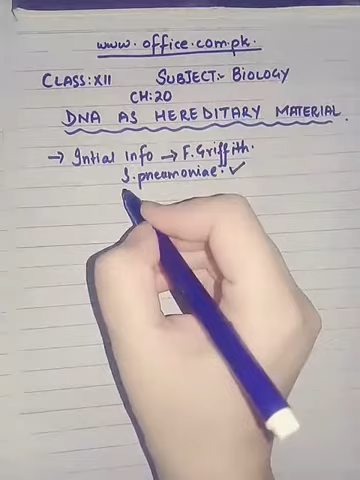 www.office.com.pk.
CLASS:XII SUBJECT:- BIOLOGY
CH:20
DNA AS HEREDITARY MATERIAL.
→ Intial Info → F.Griffith.
S.pneumoniae. ✓